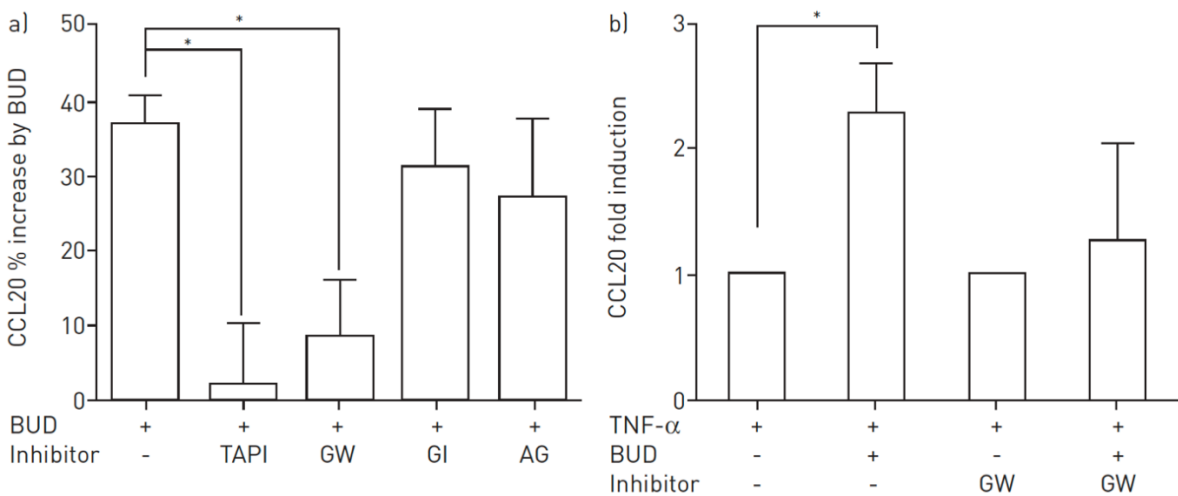 a)
CCL20 % increase by BUD
50
40
30
20
10
0
* *
BUD + + + + +
Inhibitor - TAPI GW GI AG
b)
CCL20 fold induction
3
2
1
0
*
TNF-α + + + +
BUD - + - +
Inhibitor - - GW GW